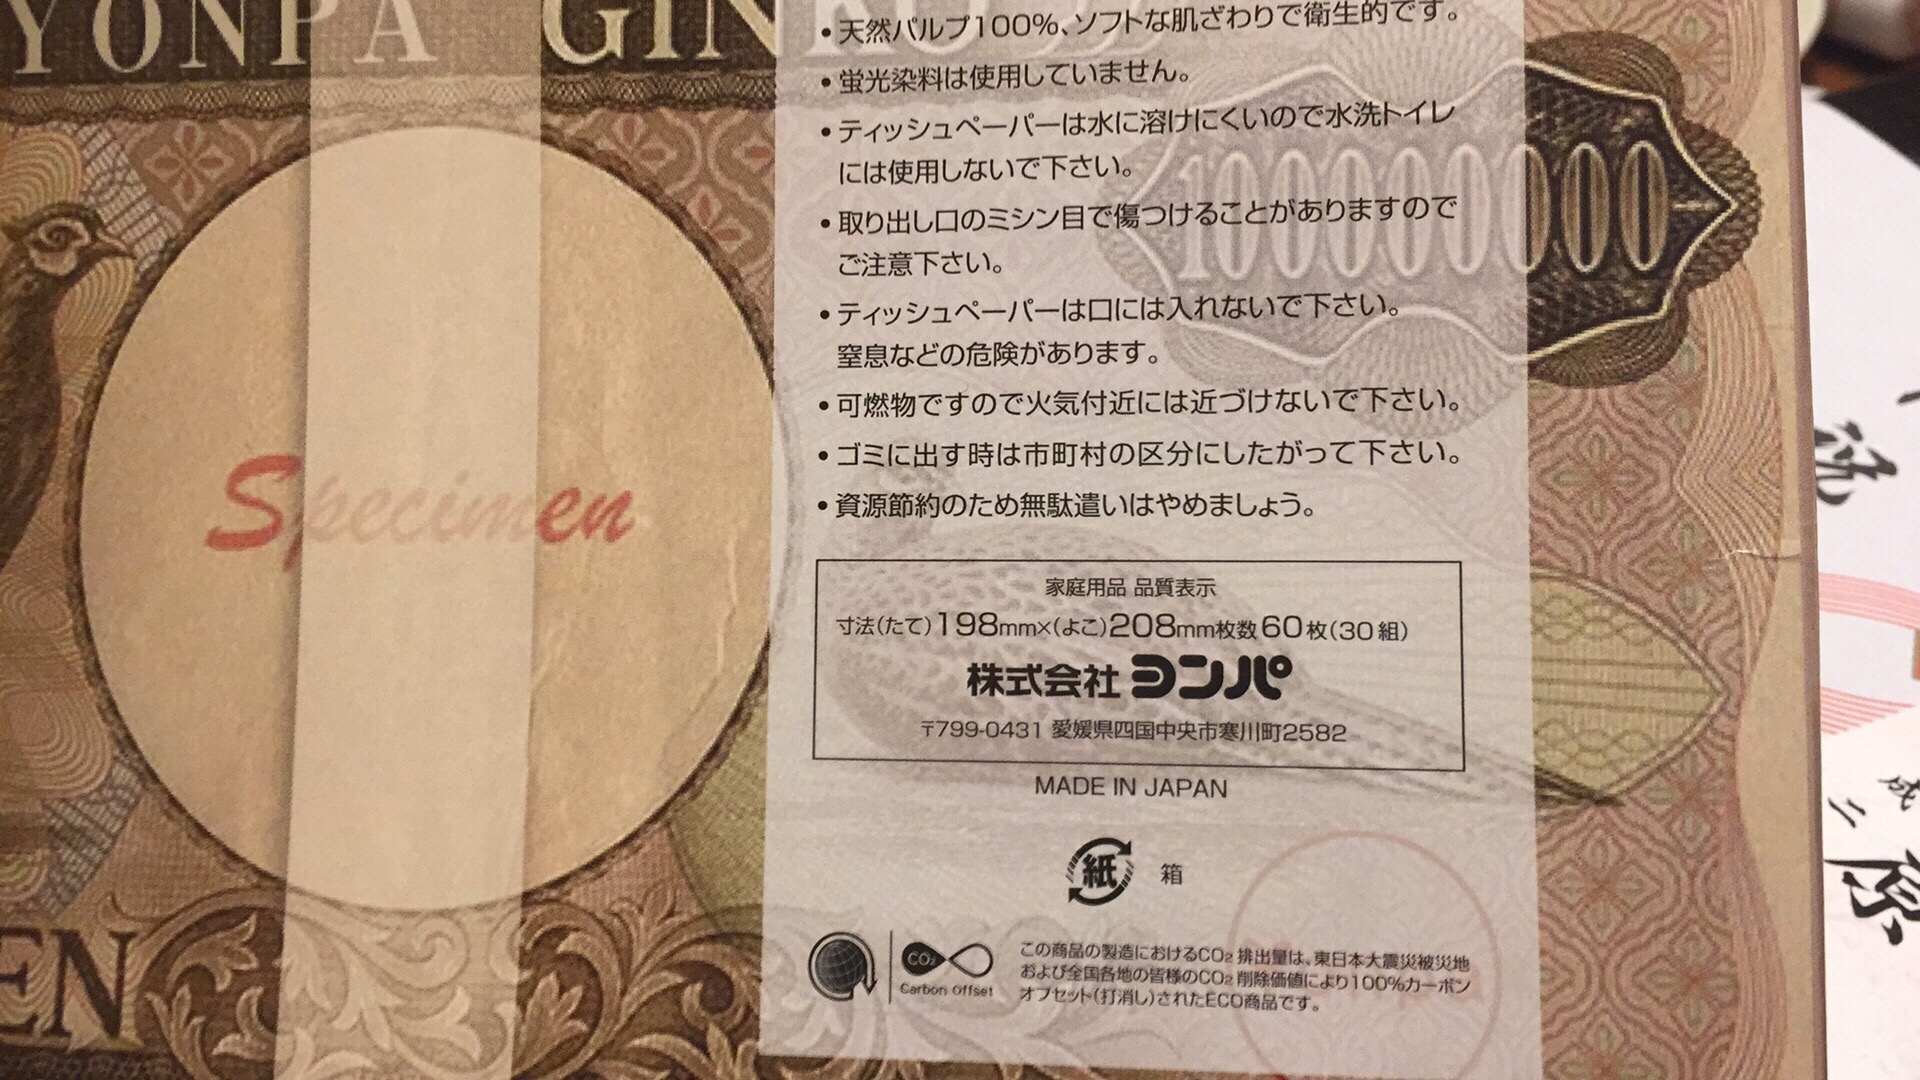 YONPA GIN
・天然パルプ100%、ソフトな肌ざわりで衛生的です。
・蛍光染料は使用していません。
・ティッシュペーパーは水に溶けにくいので水洗トイレ
には使用しないで下さい。
・取り出し口のミシン目で傷つけることがありますので
ご注意下さい。
・ティッシュペーパーは口には入れないで下さい。
窒息などの危険があります。
・可燃物ですので火気付近には近づけないで下さい。
・ゴミに出す時は市町村の区分にしたがって下さい。
・資源節約のため無駄遣いはやめましょう。
100000000
Specimen
家庭用品 品質表示
寸法(たて)198mm×(よこ)208mm枚数60枚(30組)
株式会社ヨンパ
〒799-0431 愛媛県四国中央市寒川町2582
MADE IN JAPAN
紙 箱
CO₂
Carbon Offset
この商品の製造におけるCO₂排出量は、東日本大震災被災地
および全国各地の皆様のCO₂削除価値により100%カーボン
オフセット(打消し)されたECO商品です。
EN
祝
成二
原